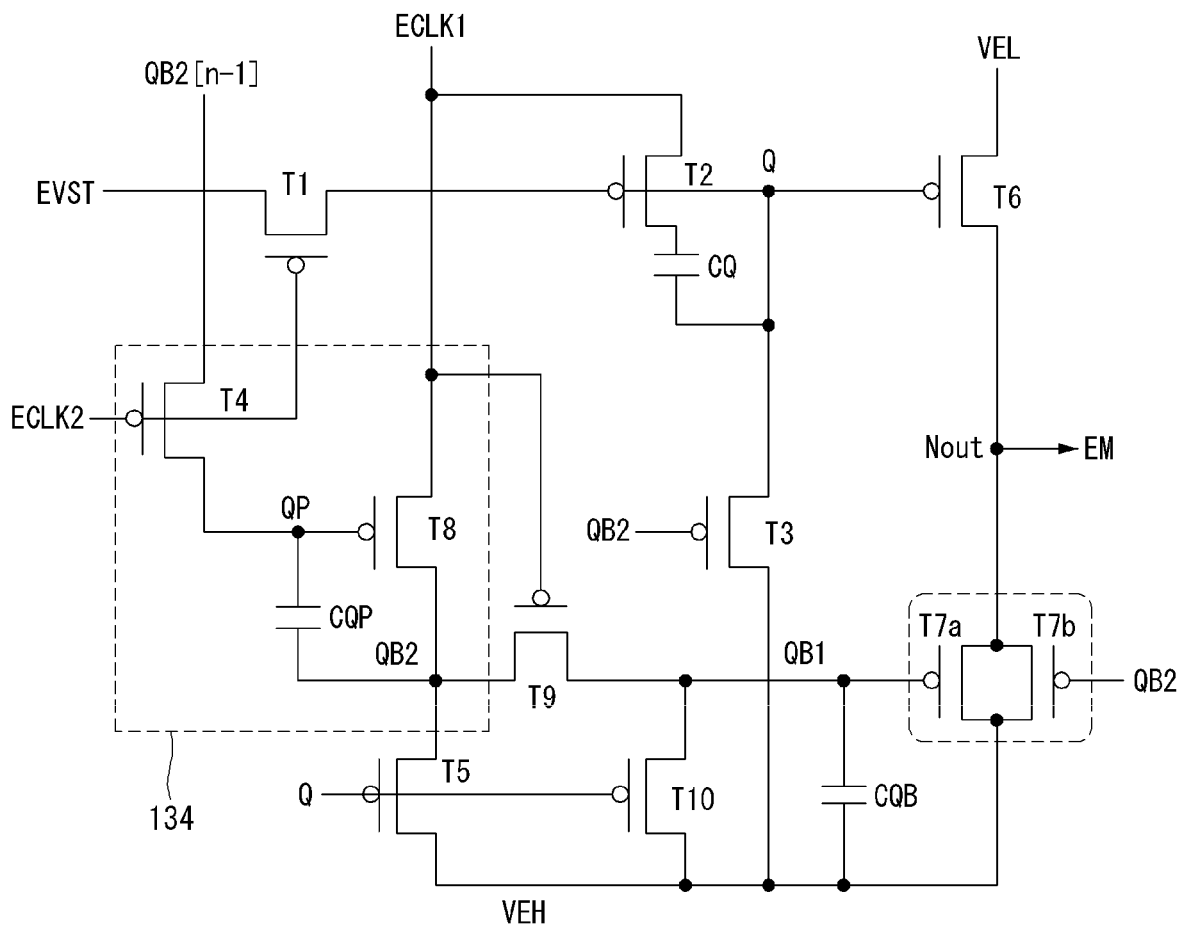 ECLK1
VEL
QB2[n-1]
Q
EVST
T1
T2
T6
CQ
ECLK2
T4
Nout
EM
QP
T8
QB2
T3
CQP
T7a
T7b
QB2
QB1
QB2
T9
T5
Q
T10
CQB
134
VEH